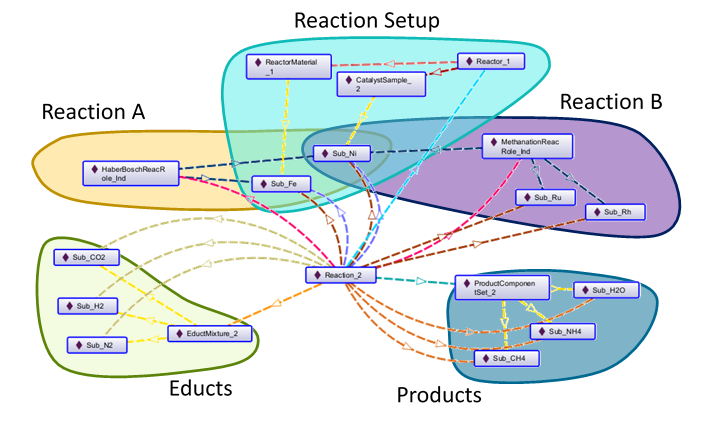 Reaction Setup
ReactorMaterial
_1
Reactor_1
CatalystSample_
2
Reaction A
Reaction B
HaberBoschReacR
ole_Ind
Sub_Ni
MethanationReac
tRole_Ind
Sub_Fe
Sub_Ru
Sub_Rh
Sub_CO2
Reaction_2
ProductComponen
tSet_2
Sub_H2O
Sub_H2
EductMixture_2
Sub_NH4
Sub_N2
Sub_CH4
Educts
Products